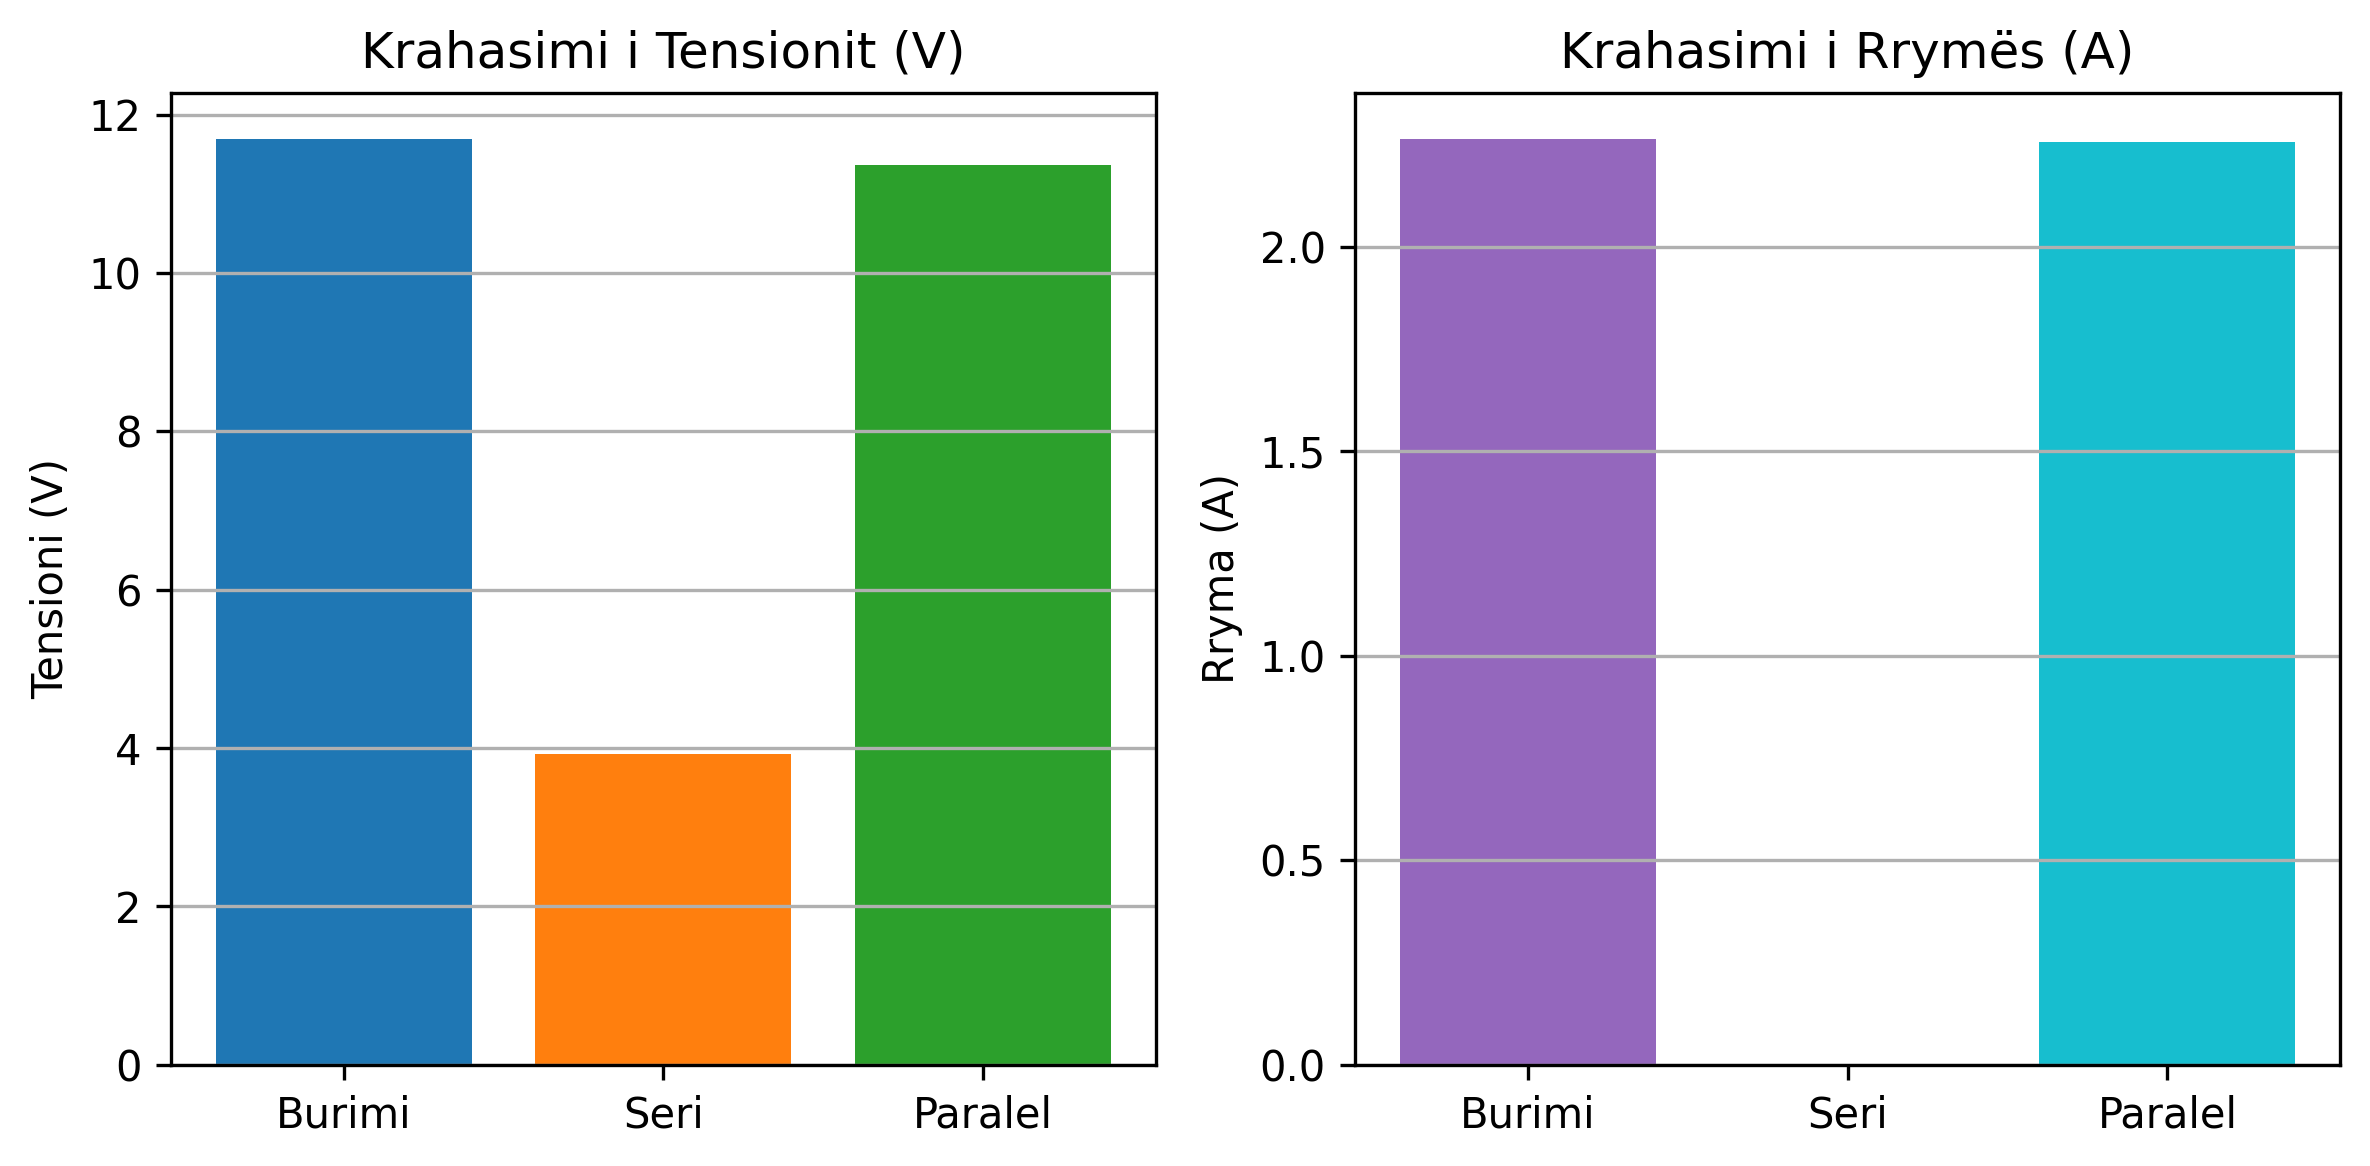 Krahasimi i Tensionit (V)
Tensioni (V)
12
10
8
6
4
2
0
Burimi Seri Paralel
Krahasimi i Rrymës (A)
Rryma (A)
2.0
1.5
1.0
0.5
0.0
Burimi Seri Paralel